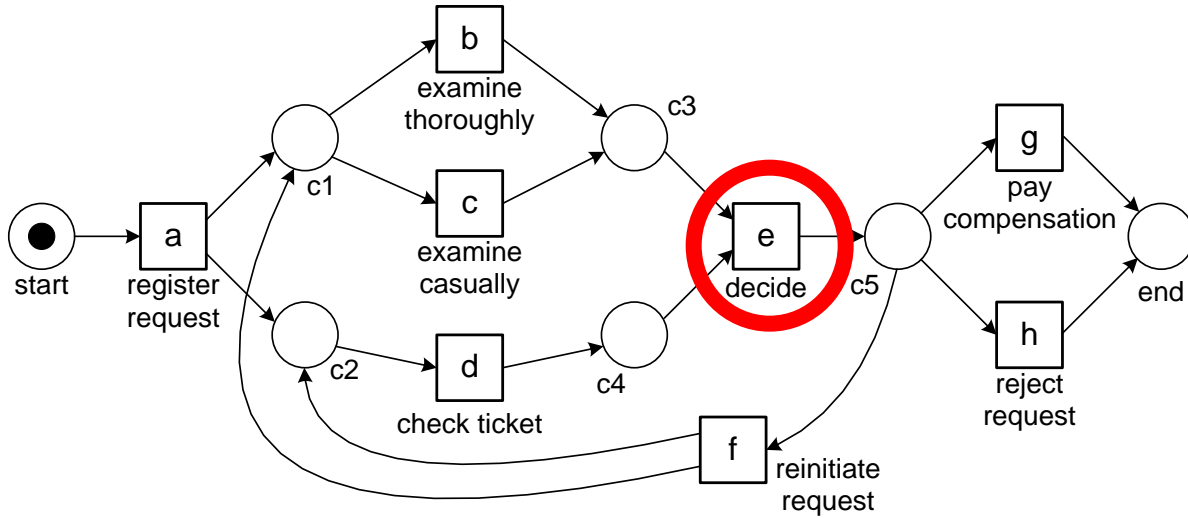 b
examine
thoroughly
c3
g
pay
compensation
c1
c
examine
casually
start
a
register
request
e
decide
c5
end
c2
d
check ticket
c4
h
reject
request
f
reinitiate
request